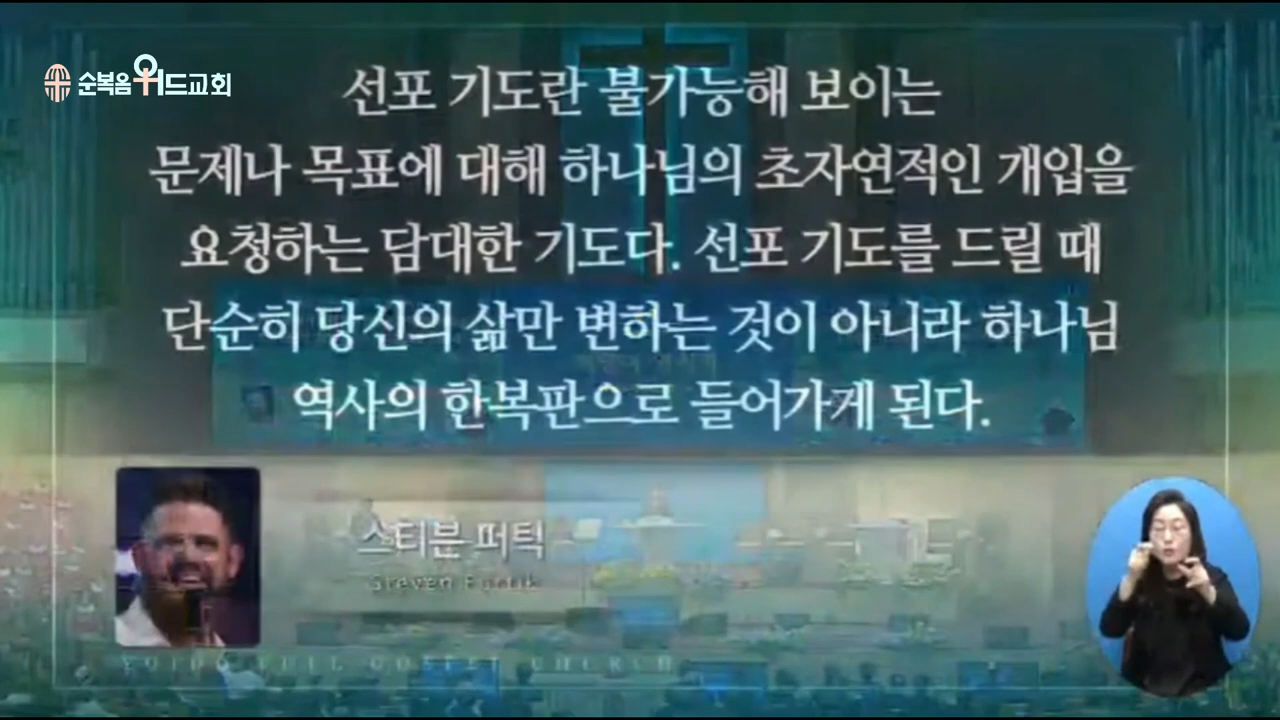 순복음위드교회
선포 기도란 불가능해 보이는
문제나 목표에 대해 하나님의 초자연적인 개입을
요청하는 담대한 기도다. 선포 기도를 드릴 때
단순히 당신의 삶만 변하는 것이 아니라 하나님
역사의 한복판으로 들어가게 된다.
스티븐 퍼틱
Steven Furtick
YOIDO FULL GOSPEL CHURCH